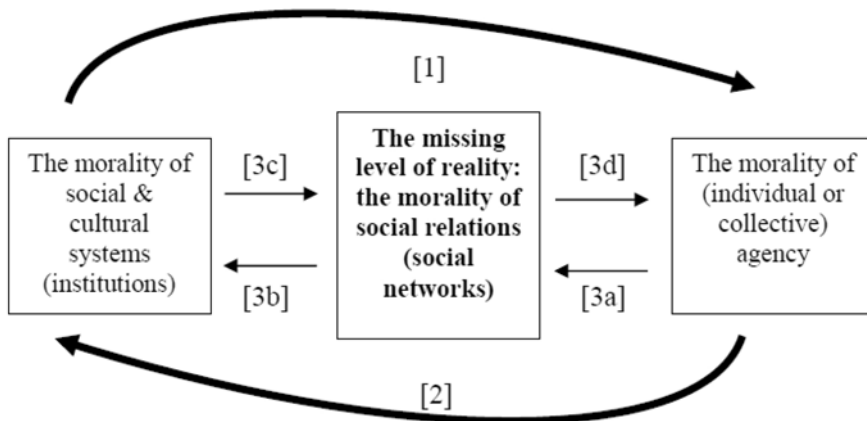 [1]
The morality of
social &
cultural
systems
(institutions)
[3c]
[3b]
The missing
level of reality:
the morality of
social relations
(social
networks)
[3d]
[3a]
The morality of
(individual or
collective)
agency
[2]